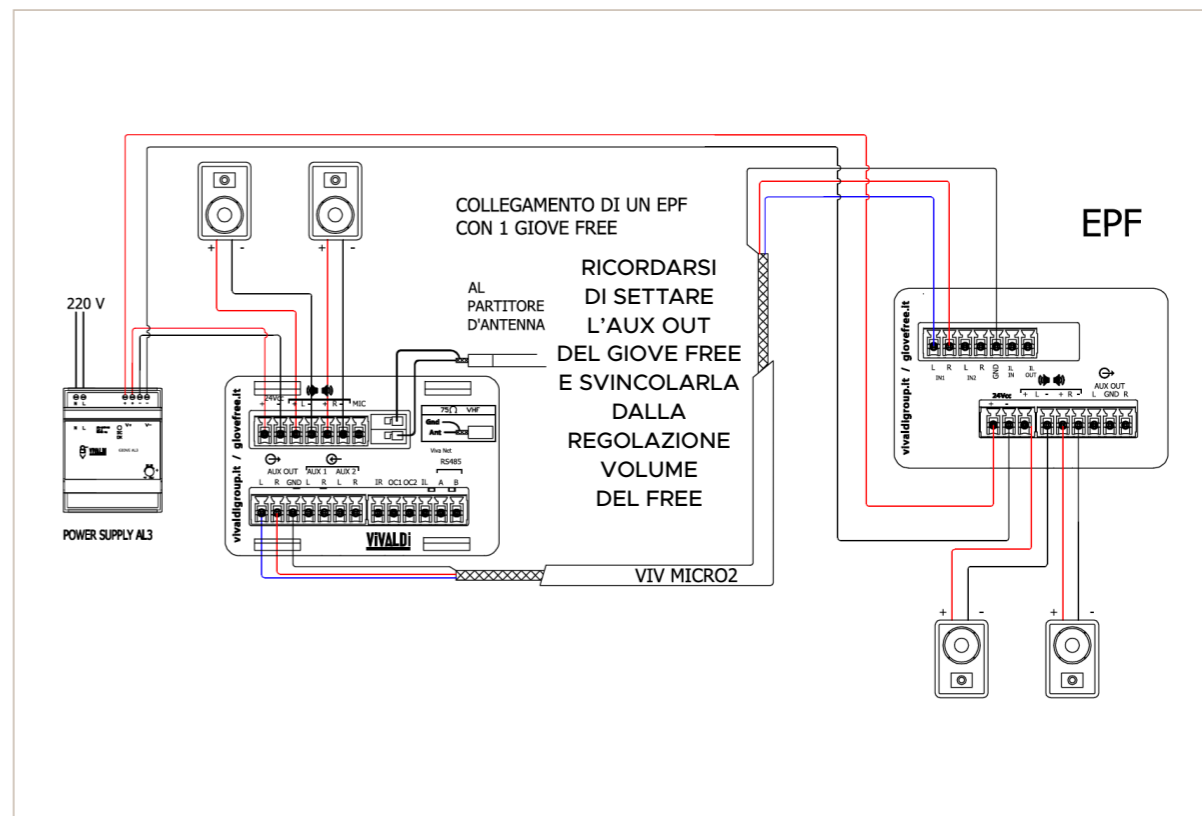 COLLEGAMENTO DI UN EPF
CON 1 GIOVE FREE
RICORDARSI
DI SETTARE
L'AUX OUT
DEL GIOVE FREE
E SVINCOLARLA
DALLA
REGOLAZIONE
VOLUME
DEL FREE
AL
PARTITORE
D'ANTENNA
EPF
220 V
N L
V+ V-
VIVALDI
POWER SUPPLY AL3
+ -
+ -
vivaldigroup.it / giovefree.it
24Vcc
+ - + L - + R - MIC
75Ω VHF
Gnd
Ant
Viva Net
RS485
AUX OUT AUX 1 AUX 2
L R GND L R L R IR OC1 OC2 IL A B
ViVALDi
VIV MICRO2
vivaldigroup.it / giovefree.it
L R L R GND IL IN IL OUT
IN1 IN2
24Vcc
+ - + L - + R -
AUX OUT
L GND R
+ -
+ -